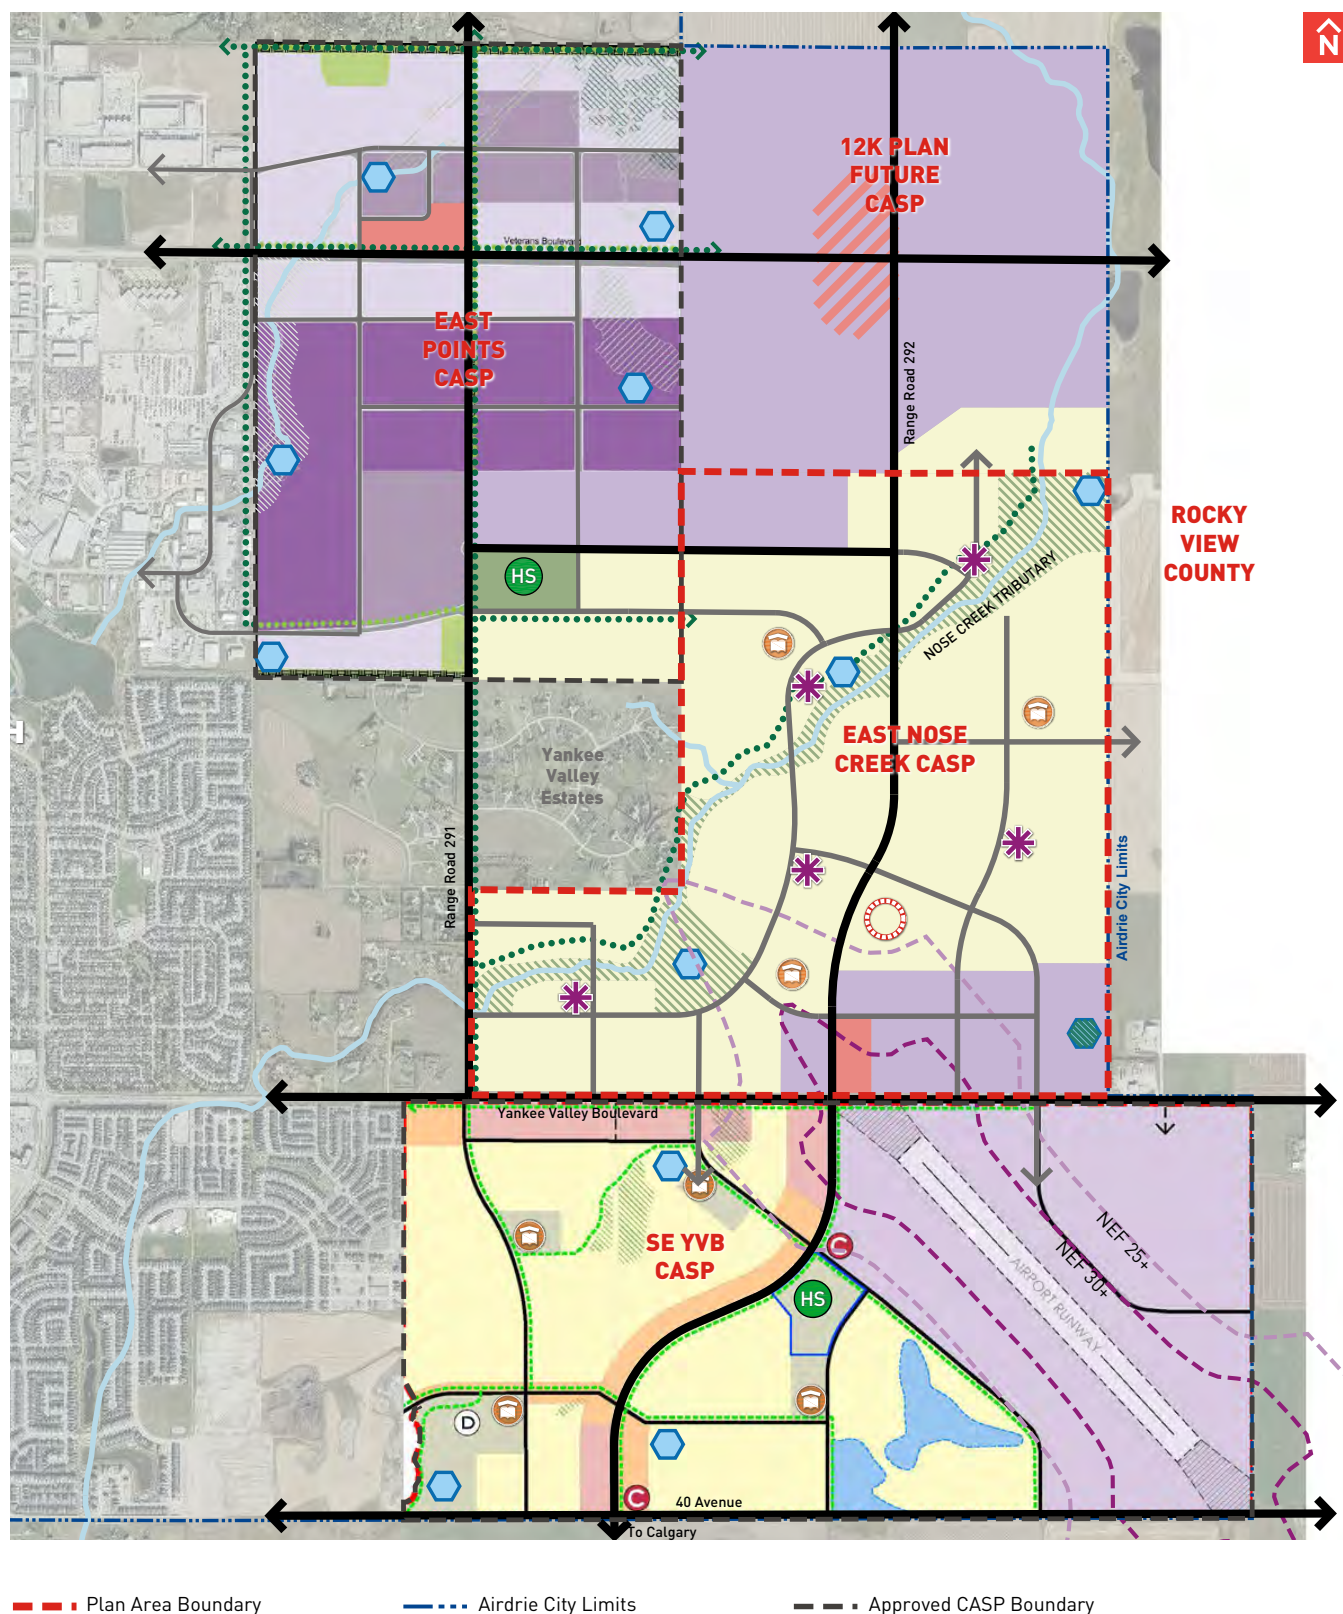 N
12K PLAN
FUTURE
CASP
Veterans Boulevard
EAST
POINTS
CASP
Range Road 292
ROCKY
VIEW
COUNTY
HS
NOSE CREEK TRIBUTARY
H
EAST NOSE
CREEK CASP
Yankee
Valley
Estates
Range Road 291
Airdrie City Limits
Yankee Valley Boulevard
SE YVB
CASP
C
HS
NEF 25+
NEF 30+
AIRPORT RUNWAY
D
C
40 Avenue
To Calgary
Plan Area Boundary
Airdrie City Limits
Approved CASP Boundary